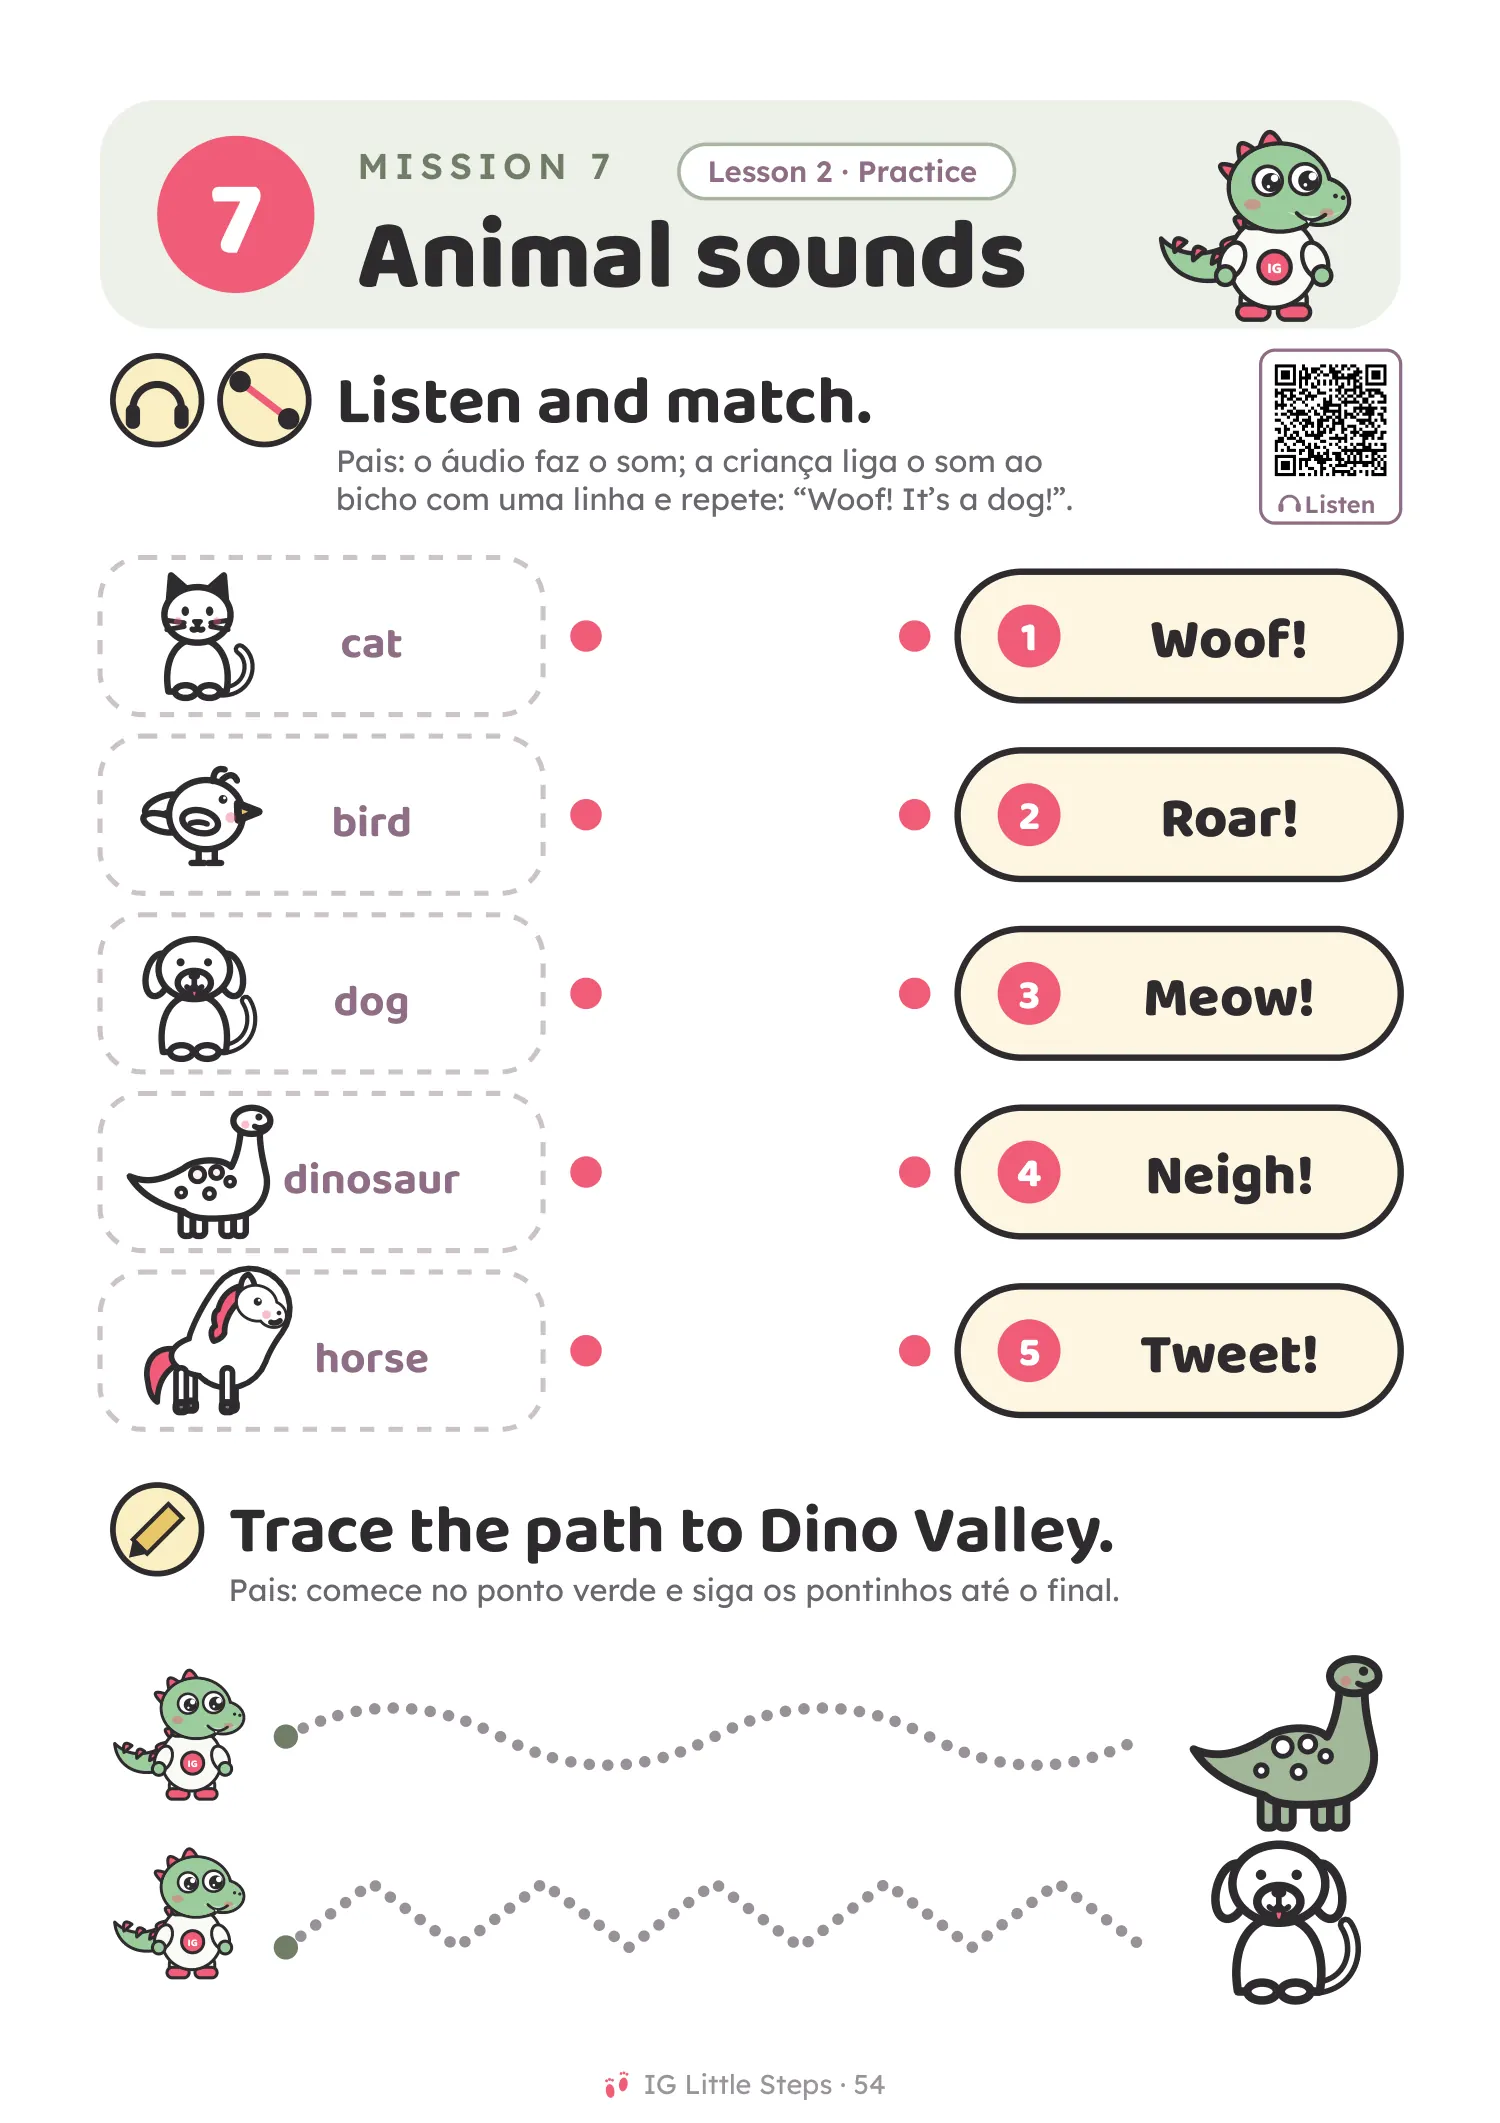 7
MISSION 7
Lesson 2 · Practice
Animal sounds
IG
Listen and match.
Pais: o áudio faz o som; a criança liga o som ao
bicho com uma linha e repete: “Woof! It’s a dog!”.
Listen
cat
1 Woof!
bird
2 Roar!
dog
3 Meow!
dinosaur
4 Neigh!
horse
5 Tweet!
Trace the path to Dino Valley.
Pais: comece no ponto verde e siga os pontinhos até o final.
IG
IG
IG Little Steps · 54